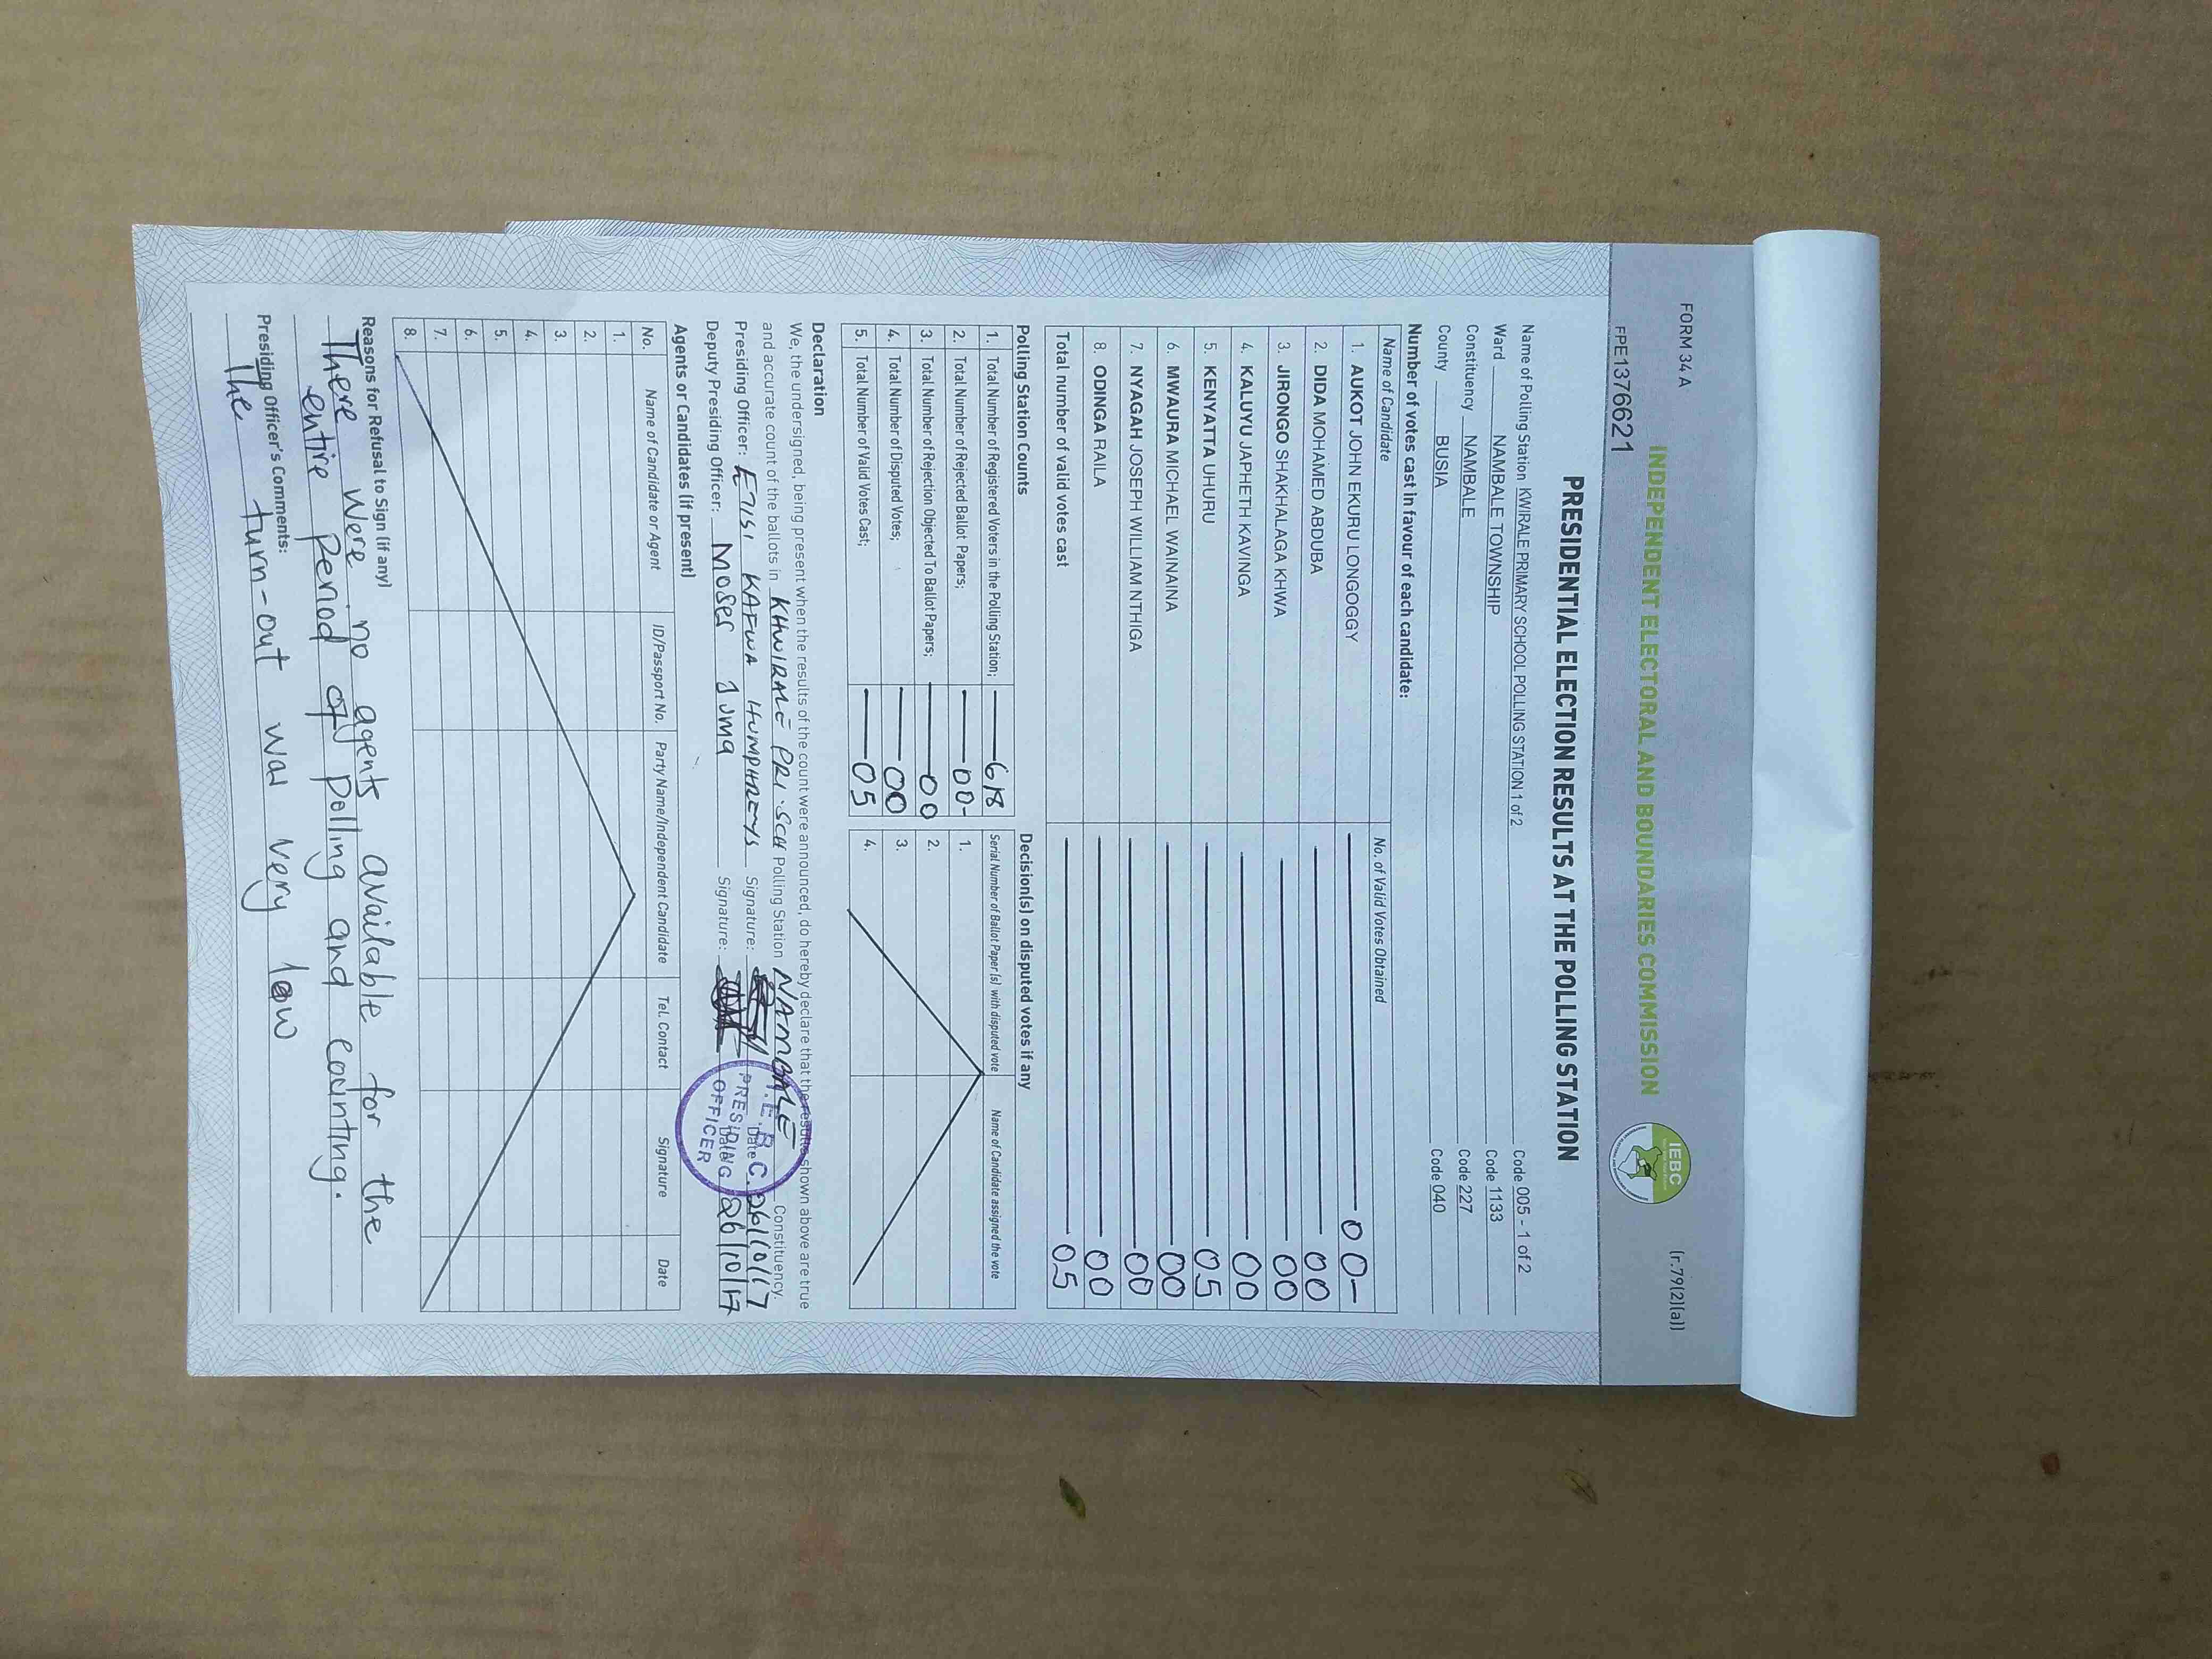 FORM 34 A
(r.79(2)(a))
INDEPENDENT ELECTORAL AND BOUNDARIES COMMISSION
IEBC
FPE1376621
PRESIDENTIAL ELECTION RESULTS AT THE POLLING STATION
Name of Polling Station KWIRALE PRIMARY SCHOOL POLLING STATION 1 of 2 Code 005 - 1 of 2
Ward NAMBALE TOWNSHIP Code 1133
Constituency NAMBALE Code 227
County BUSIA Code 040
Number of votes cast in favour of each candidate:
Name of Candidate No. of Valid Votes Obtained
1. AUKOT JOHN EKURU LONGOGGY 00
2. DIDA MOHAMED ABDUBA 00
3. JIRONGO SHAKHALAGA KHWA 00
4. KALUYU JAPHETH KAVINGA 00
5. KENYATTA UHURU 05
6. MWAURA MICHAEL WAINAINA 00
7. NYAGAH JOSEPH WILLIAM NTHIGA 00
8. ODINGA RAILA 00
Total number of valid votes cast 05
Polling Station Counts
1. Total Number of Registered Voters in the Polling Station; 618
2. Total Number of Rejected Ballot Papers; 00
3. Total Number of Rejection Objected To Ballot Papers; 00
4. Total Number of Disputed Votes; 00
5. Total Number of Valid Votes Cast; 05
Decision(s) on disputed votes if any
Serial Number of Ballot Paper (s) with disputed vote Name of Candidate assigned the vote
1.
2.
3.
4.
Declaration
We, the undersigned, being present when the results of the count were announced, do hereby declare that the results shown above are true
and accurate count of the ballots in KHWIRALE PRI. SCH Polling Station NAMBALE Constituency.
Presiding Officer: KAFWA HUMPHREYS Signature: Date 26/10/17
Deputy Presiding Officer: Moses Juma Signature: Date 26/10/17
I.E.B.C.
PRESIDING
OFFICER
Agents or Candidates (if present)
No. Name of Candidate or Agent ID/Passport No. Party Name/Independent Candidate Tel. Contact Signature Date
1.
2.
3.
4.
5.
6.
7.
8.
Reasons for Refusal to Sign (if any)
There were no agents available for the
entire period of polling and counting.
Presiding Officer's Comments:
The turn-out was very low